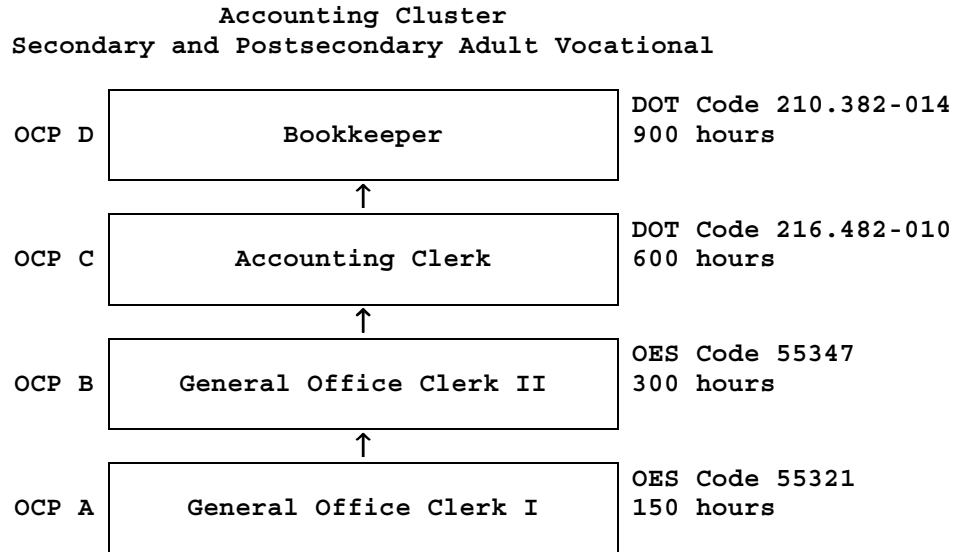 Accounting Cluster
Secondary and Postsecondary Adult Vocational
DOT Code 210.382-014
OCP D Bookkeeper 900 hours
↑
DOT Code 216.482-010
OCP C Accounting Clerk 600 hours
↑
OES Code 55347
OCP B General Office Clerk II 300 hours
↑
OES Code 55321
OCP A General Office Clerk I 150 hours